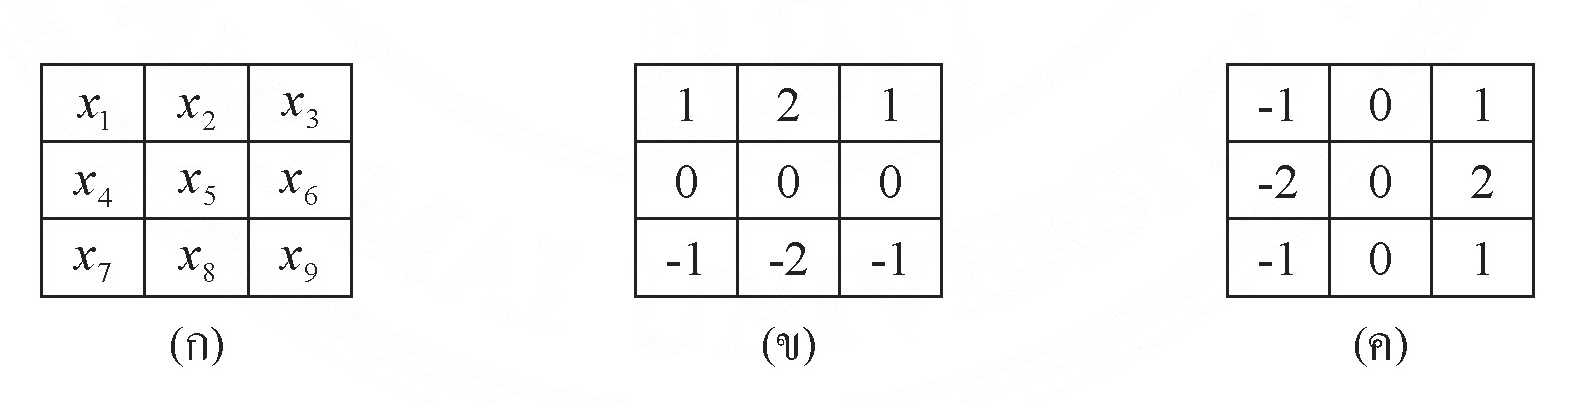 x₁ x₂ x₃ 1 2 1 -1 0 1
x₄ x₅ x₆ 0 0 0 -2 0 2
x₇ x₈ x₉ -1 -2 -1 -1 0 1
(ก) (ข) (ค)